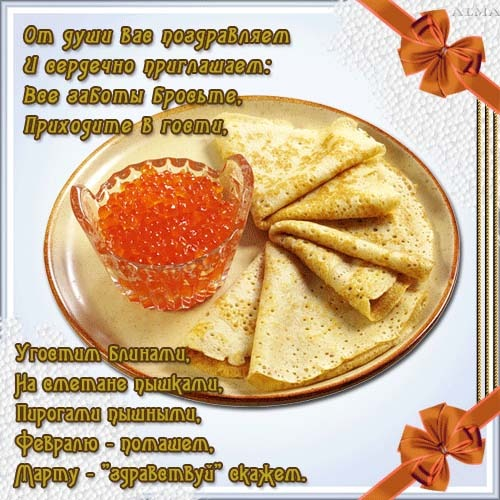 ALMA
От души вас поздравляем
И сердечно приглашаем:
Все заботы бросьте,
Приходите в гости,
Угостим блинами,
На сметане пышками,
Пирогами пышными,
Февралю - помашем,
Марту - "здравствуй" скажем.